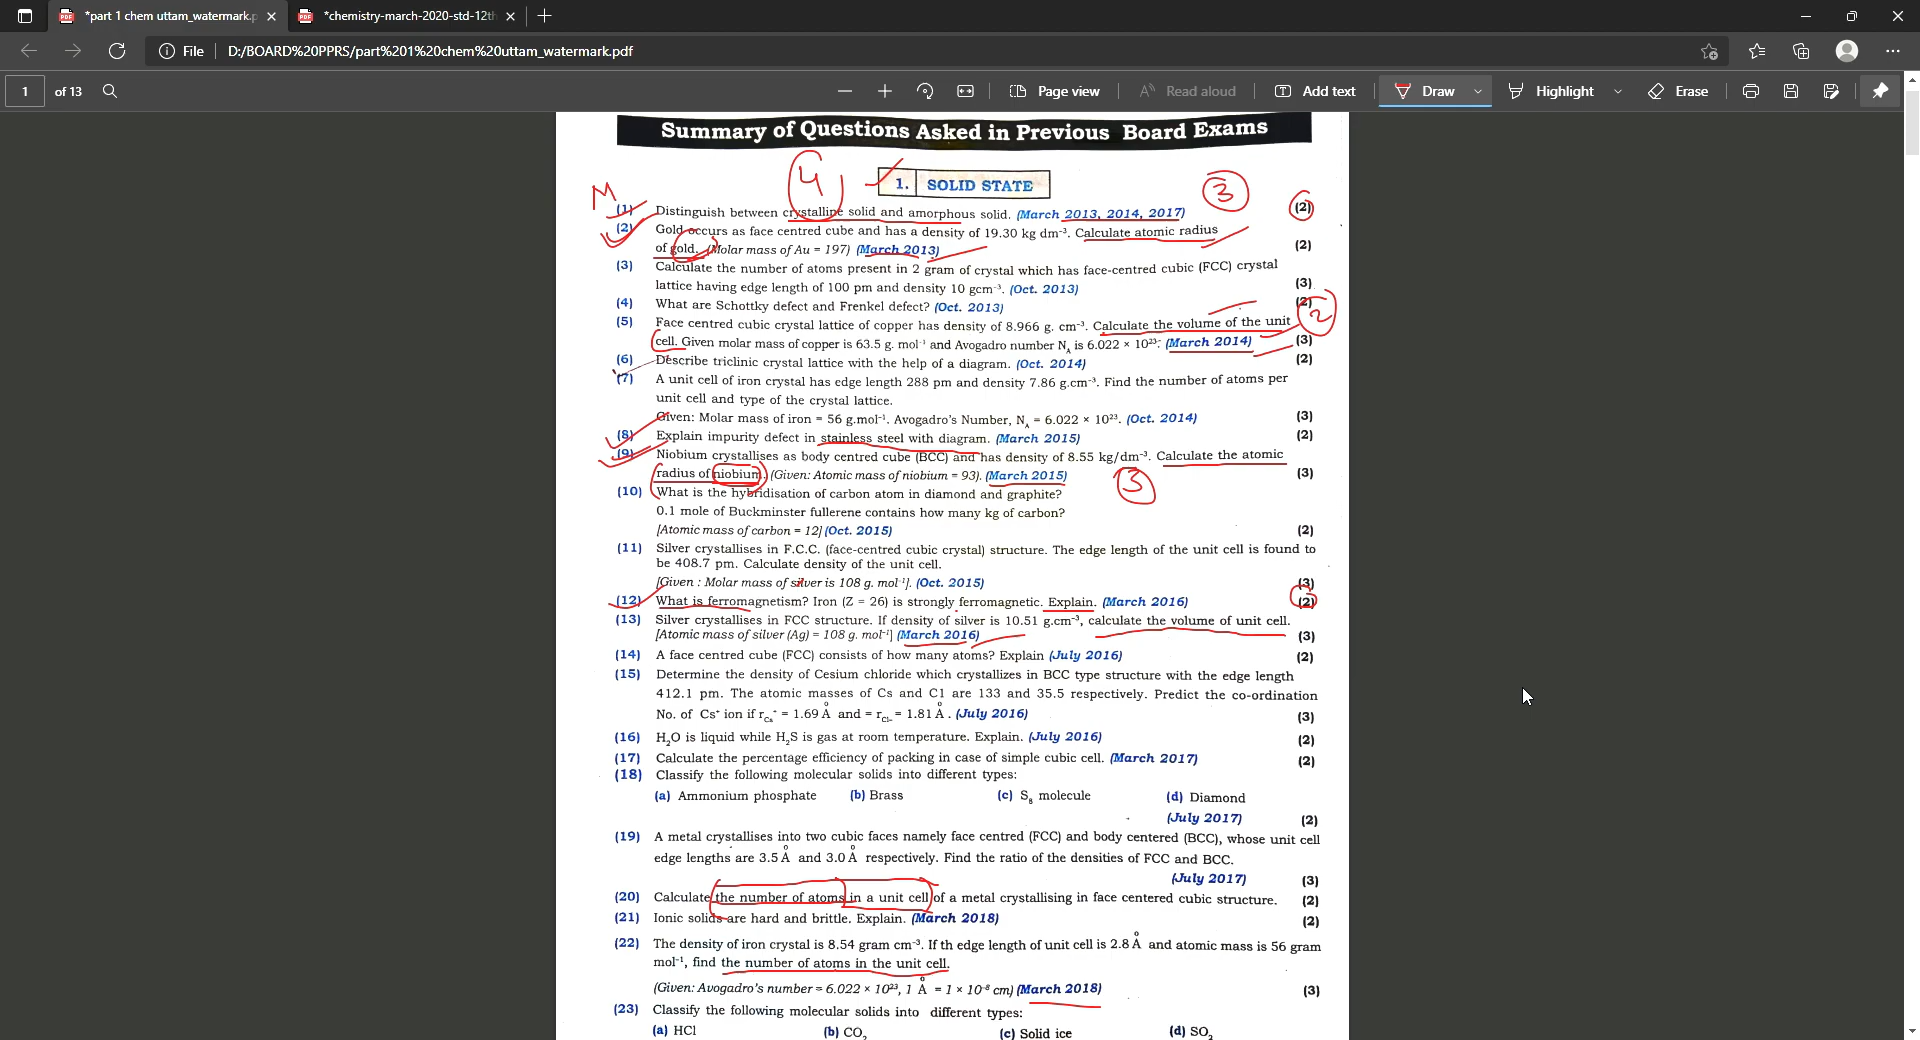 *part 1 chem uttam_watermark.p
*chemistry-march-2020-std-12th
File D:/BOARD%20PPRS/part%201%20chem%20uttam_watermark.pdf
1 of 13 Page view Read aloud Add text Draw Highlight Erase
Summary of Questions Asked in Previous Board Exams
4
1. SOLID STATE
3
M
(1) Distinguish between crystalline solid and amorphous solid. (March 2013, 2014, 2017) (2)
(2) Gold occurs as face centred cube and has a density of 19.30 kg dm⁻³. Calculate atomic radius
of gold. (Molar mass of Au = 197) (March 2013) (2)
(3) Calculate the number of atoms present in 2 gram of crystal which has face-centred cubic (FCC) crystal
lattice having edge length of 100 pm and density 10 gcm⁻³. (Oct. 2013) (3)
(4) What are Schottky defect and Frenkel defect? (Oct. 2013) (2)
2
(5) Face centred cubic crystal lattice of copper has density of 8.966 g. cm⁻³. Calculate the volume of the unit
cell. Given molar mass of copper is 63.5 g. mol⁻¹ and Avogadro number N_A is 6.022 × 10²³. (March 2014) (3)
(6) Describe triclinic crystal lattice with the help of a diagram. (Oct. 2014) (2)
(7) A unit cell of iron crystal has edge length 288 pm and density 7.86 g.cm⁻³. Find the number of atoms per
unit cell and type of the crystal lattice.
Given: Molar mass of iron = 56 g.mol⁻¹. Avogadro's Number, N_A = 6.022 × 10²³. (Oct. 2014) (3)
(8) Explain impurity defect in stainless steel with diagram. (March 2015) (2)
(9) Niobium crystallises as body centred cube (BCC) and has density of 8.55 kg/dm⁻³. Calculate the atomic
radius of niobium. (Given: Atomic mass of niobium = 93). (March 2015) (3)
3
(10) What is the hybridisation of carbon atom in diamond and graphite?
0.1 mole of Buckminster fullerene contains how many kg of carbon?
[Atomic mass of carbon = 12] (Oct. 2015) (2)
(11) Silver crystallises in F.C.C. (face-centred cubic crystal) structure. The edge length of the unit cell is found to
be 408.7 pm. Calculate density of the unit cell.
[Given : Molar mass of silver is 108 g. mol⁻¹]. (Oct. 2015) (3)
(12) What is ferromagnetism? Iron (Z = 26) is strongly ferromagnetic. Explain. (March 2016) (2)
(13) Silver crystallises in FCC structure. If density of silver is 10.51 g.cm⁻³, calculate the volume of unit cell.
[Atomic mass of silver (Ag) = 108 g. mol⁻¹] (March 2016) (3)
(14) A face centred cube (FCC) consists of how many atoms? Explain (July 2016) (2)
(15) Determine the density of Cesium chloride which crystallizes in BCC type structure with the edge length
412.1 pm. The atomic masses of Cs and C1 are 133 and 35.5 respectively. Predict the co-ordination
No. of Cs⁺ ion if r_Cs⁺ = 1.69 Å and = r_Cl₋ = 1.81 Å . (July 2016) (3)
(16) H₂O is liquid while H₂S is gas at room temperature. Explain. (July 2016) (2)
(17) Calculate the percentage efficiency of packing in case of simple cubic cell. (March 2017) (2)
(18) Classify the following molecular solids into different types:
(a) Ammonium phosphate (b) Brass (c) S₈ molecule (d) Diamond
(July 2017) (2)
(19) A metal crystallises into two cubic faces namely face centred (FCC) and body centered (BCC), whose unit cell
edge lengths are 3.5 Å and 3.0 Å respectively. Find the ratio of the densities of FCC and BCC.
(July 2017) (3)
(20) Calculate the number of atoms in a unit cell of a metal crystallising in face centered cubic structure. (2)
(21) Ionic solids are hard and brittle. Explain. (March 2018) (2)
(22) The density of iron crystal is 8.54 gram cm⁻³. If th edge length of unit cell is 2.8 Å and atomic mass is 56 gram
mol⁻¹, find the number of atoms in the unit cell.
(Given: Avogadro's number = 6.022 × 10²³, 1 Å = 1 × 10⁻⁸ cm) (March 2018) (3)
(23) Classify the following molecular solids into different types:
(a) HCl (b) CO₂ (c) Solid ice (d) SO₂